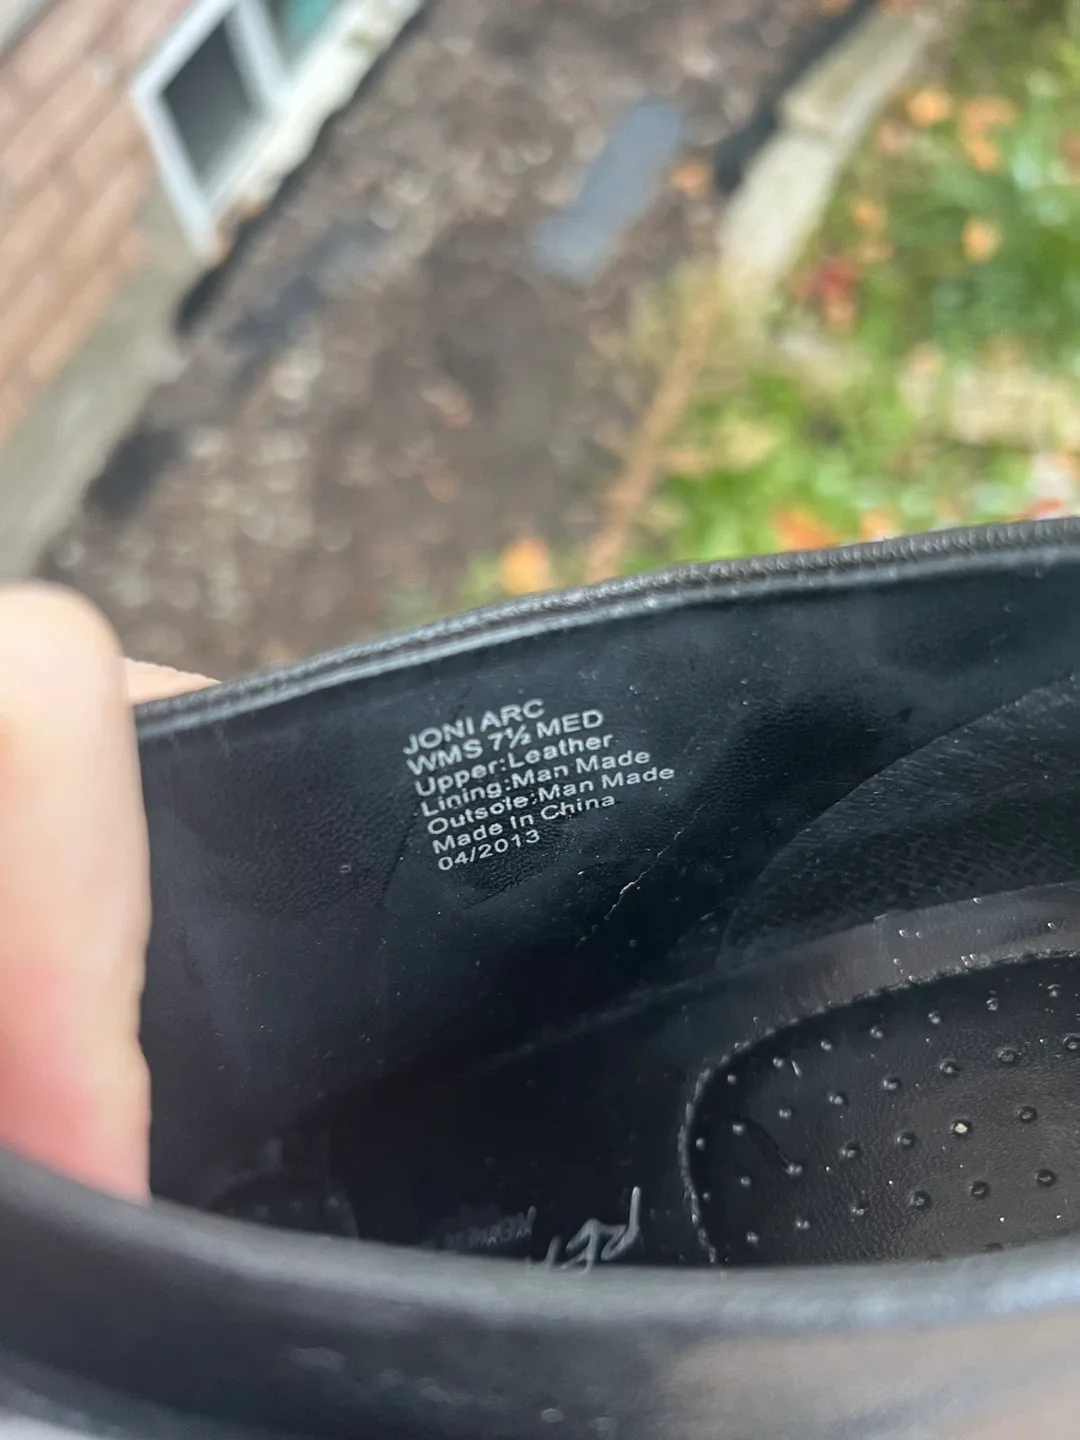 JONI ARC
WMS 7½ MED
Upper:Leather
Lining:Man Made
Outsole:Man Made
Made In China
04/2013